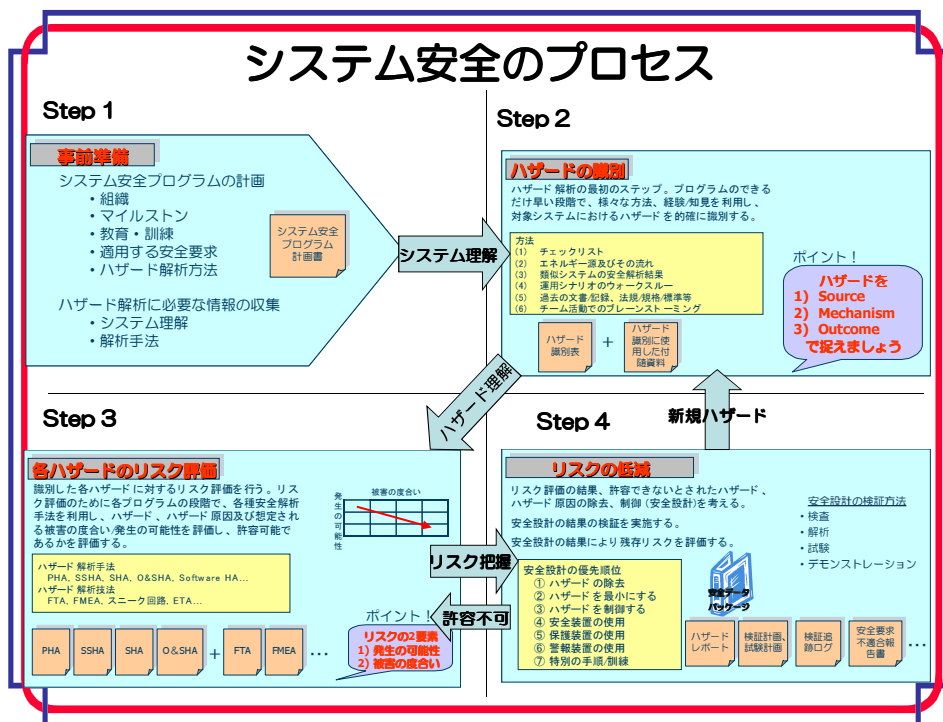 システム安全のプロセス
Step 1
事前準備
システム安全プログラムの計画
・組織
・マイルストン
・教育・訓練
・適用する安全要求
・ハザード解析方法
ハザード解析に必要な情報の収集
・システム理解
・解析手法
システム安全
プログラム
計画書
システム理解
Step 2
ハザードの識別
ハザード解析の最初のステップ。プログラムのできる
だけ早い段階で、様々な方法、経験/知見を利用し、
対象システムにおけるハザードを的確に識別する。
方法
(1) チェックリスト
(2) エネルギー源及びその流れ
(3) 類似システムの安全解析結果
(4) 運用シナリオのウォークスルー
(5) 過去の文書/記録、法規/規格/標準等
(6) チーム活動でのブレーンストーミング
ハザード
識別表
+
ハザード
識別に使
用した付
随資料
ポイント！
ハザードを
1) Source
2) Mechanism
3) Outcome
で捉えましょう
ハザード理解
Step 3
各ハザードのリスク評価
識別した各ハザードに対するリスク評価を行う。リス
ク評価のために各プログラムの段階で、各種安全解析
手法を利用し、ハザード、ハザード原因及び想定され
る被害の度合い/発生の可能性を評価し、許容可能で
あるかを評価する。
被害の度合い
発生の可能性
ハザード解析手法
PHA, SSHA, SHA, O&SHA, Software HA...
ハザード解析技法
FTA, FMEA, スニーク回路, ETA...
PHA
SSHA
SHA
O&SHA
+
FTA
FMEA
…
ポイント！
リスクの2要素
1) 発生の可能性
2) 被害の度合い
リスク把握
許容不可
新規ハザード
Step 4
リスクの低減
リスク評価の結果、許容できないとされたハザード、
ハザード原因の除去、制御（安全設計）を考える。
安全設計の結果の検証を実施する。
安全設計の結果により残存リスクを評価する。
安全設計の検証方法
・検査
・解析
・試験
・デモンストレーション
安全設計の優先順位
① ハザードの除去
② ハザードを最小にする
③ ハザードを制御する
④ 安全装置の使用
⑤ 保護装置の使用
⑥ 警報装置の使用
⑦ 特別の手順/訓練
安全データ
パッケージ
ハザード
レポート
検証計画、
試験計画
検証追
跡ログ
安全要求
不適合報
告書
…